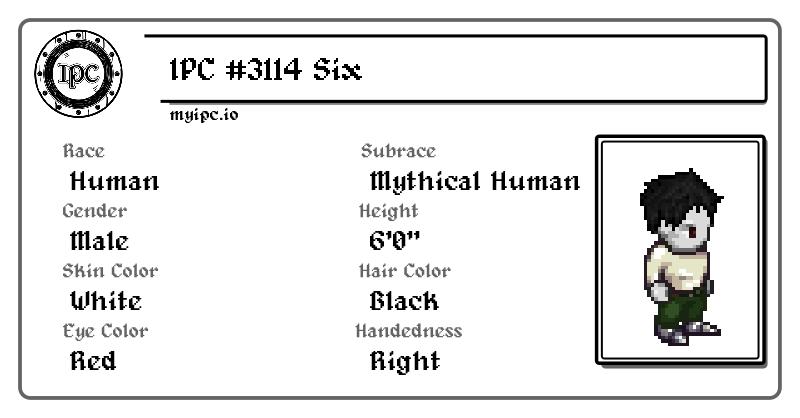 IPC
IPC #3114 Six
myipc.io
Race
Subrace
Human
Mythical Human
Gender
Height
Male
6'0"
Skin Color
Hair Color
White
Black
Eye Color
Handedness
Red
Right